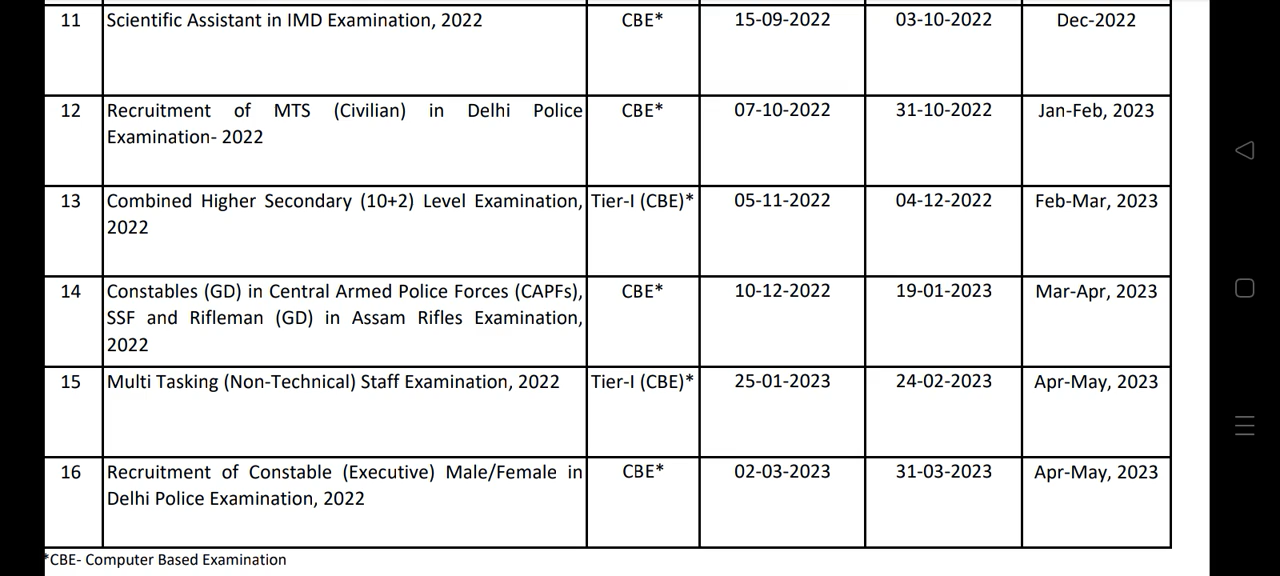 11 Scientific Assistant in IMD Examination, 2022 CBE* 15-09-2022 03-10-2022 Dec-2022
12 Recruitment of MTS (Civilian) in Delhi Police CBE* 07-10-2022 31-10-2022 Jan-Feb, 2023
Examination- 2022
13 Combined Higher Secondary (10+2) Level Examination, Tier-I (CBE)* 05-11-2022 04-12-2022 Feb-Mar, 2023
2022
14 Constables (GD) in Central Armed Police Forces (CAPFs), CBE* 10-12-2022 19-01-2023 Mar-Apr, 2023
SSF and Rifleman (GD) in Assam Rifles Examination,
2022
15 Multi Tasking (Non-Technical) Staff Examination, 2022 Tier-I (CBE)* 25-01-2023 24-02-2023 Apr-May, 2023
16 Recruitment of Constable (Executive) Male/Female in CBE* 02-03-2023 31-03-2023 Apr-May, 2023
Delhi Police Examination, 2022
*CBE- Computer Based Examination